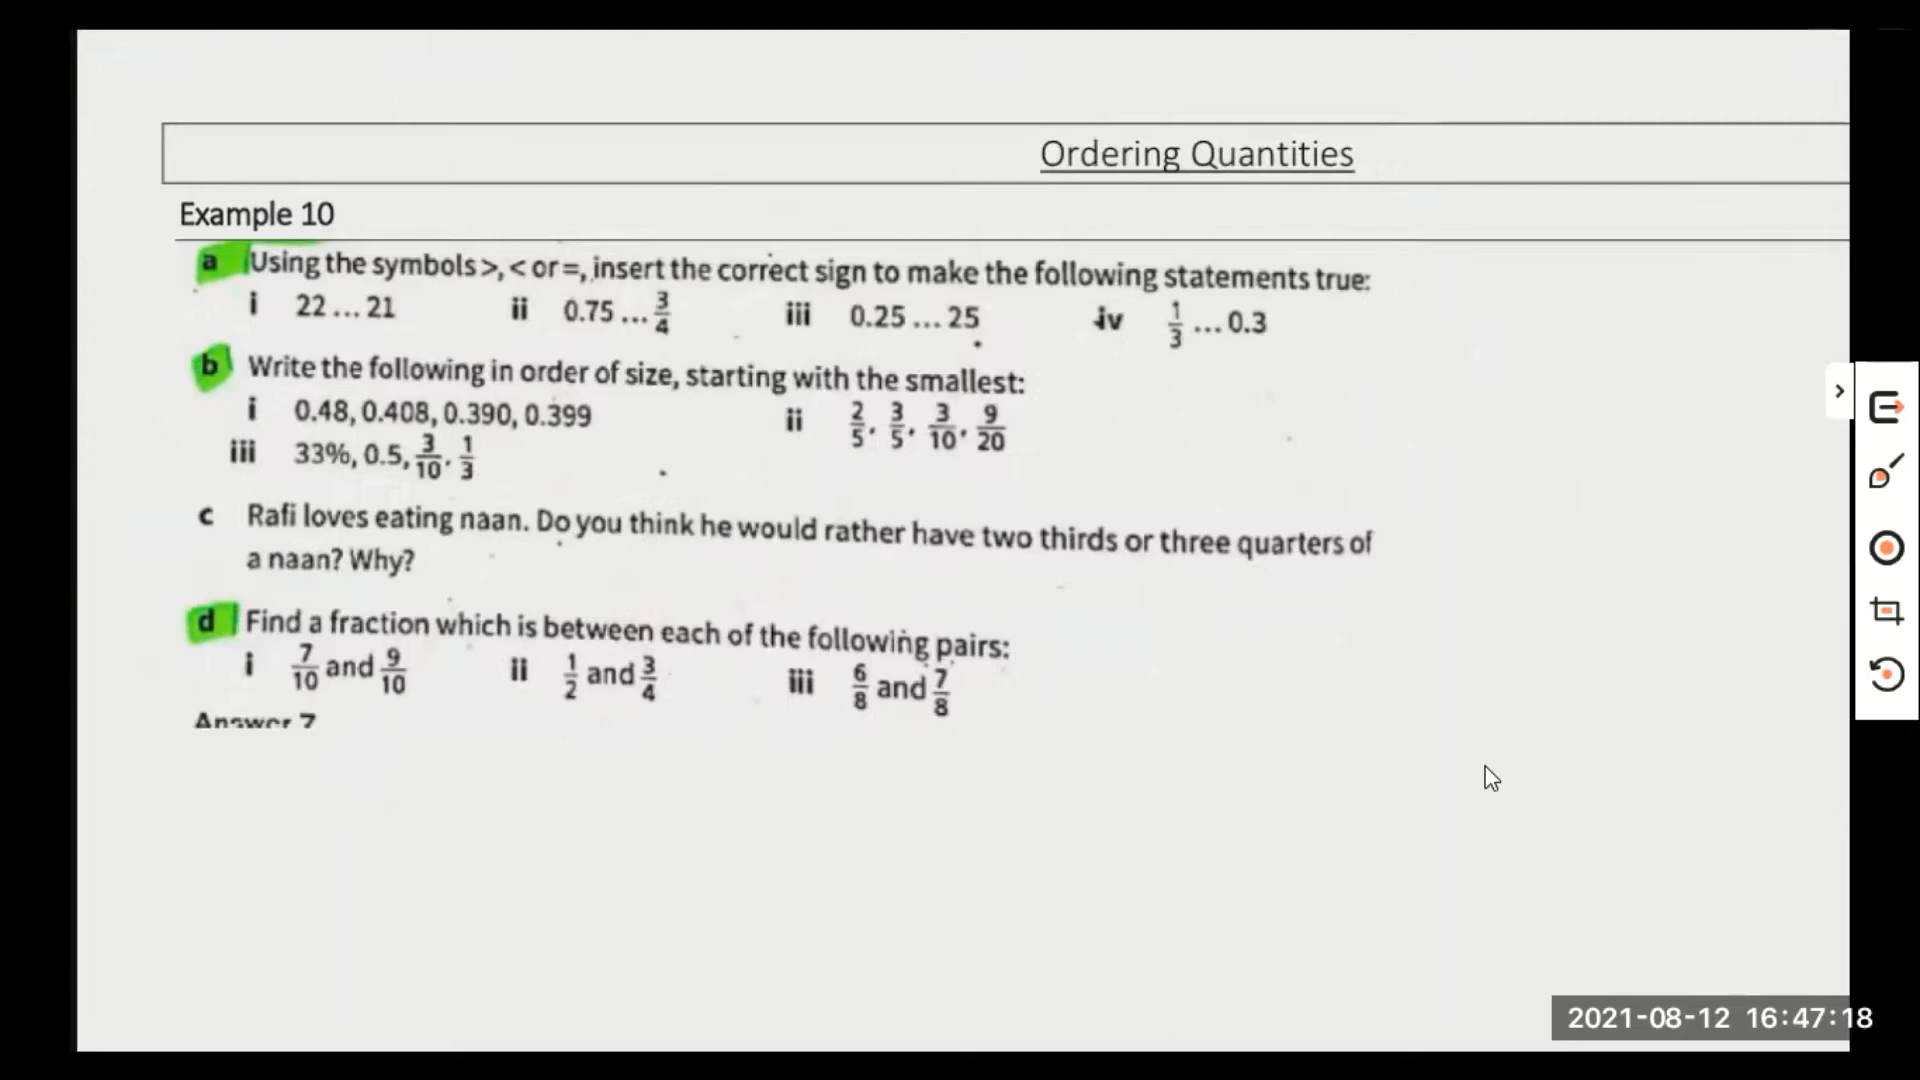 Ordering Quantities
Example 10
a Using the symbols >, < or =, insert the correct sign to make the following statements true:
i 22 ... 21 ii 0.75 ... 3/4 iii 0.25 ... 25 iv 1/3 ... 0.3
b Write the following in order of size, starting with the smallest:
i 0.48, 0.408, 0.390, 0.399 ii 2/5, 3/5, 3/10, 9/20
iii 33%, 0.5, 3/10, 1/3
c Rafi loves eating naan. Do you think he would rather have two thirds or three quarters of
a naan? Why?
d Find a fraction which is between each of the following pairs:
i 7/10 and 9/10 ii 1/2 and 3/4 iii 6/8 and 7/8
Answer 7
2021-08-12 16:47:18